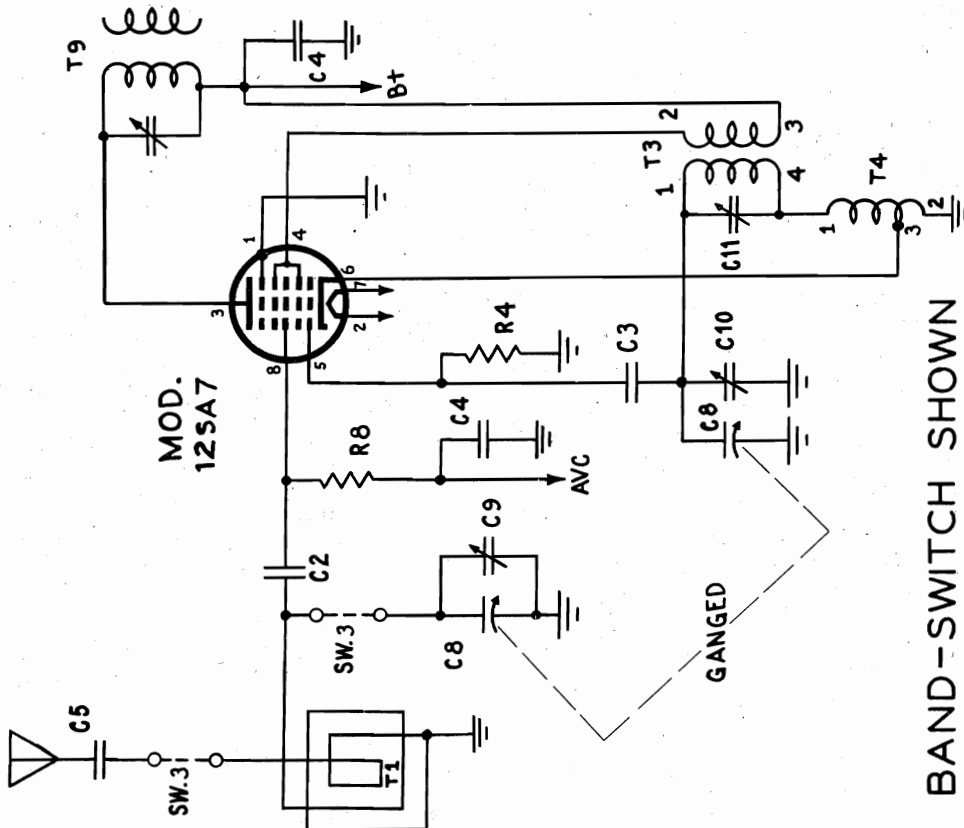 T9
C4
B+
C5
SW.3
T1
MOD.
12SA7
3
1
4
8
5
6
7
2
C2
SW.3
R8
C4
AVC
C8
C9
R4
C3
T3
1
2
3
4
C11
C10
C8
T4
1
3
2
GANGED
BAND-SWITCH SHOWN